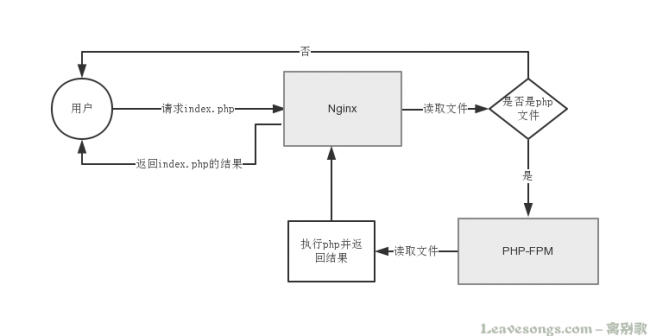 否
用户
请求index.php
Nginx
读取文件
是否是php
文件
返回index.php的结果
是
执行php并返
回结果
读取文件
PHP-FPM
Leavesongs.com – 离别歌